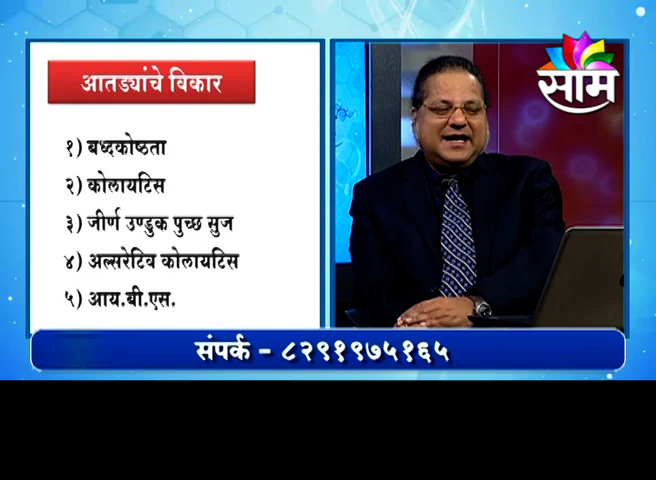 आतड्यांचे विकार
१) बध्दकोष्ठता
२) कोलायटिस
३) जीर्ण उण्डुक पुच्छ सुज
४) अल्सरेटिव कोलायटिस
५) आय.बी.एस.
साम
संपर्क - ८२९१९७५१६५